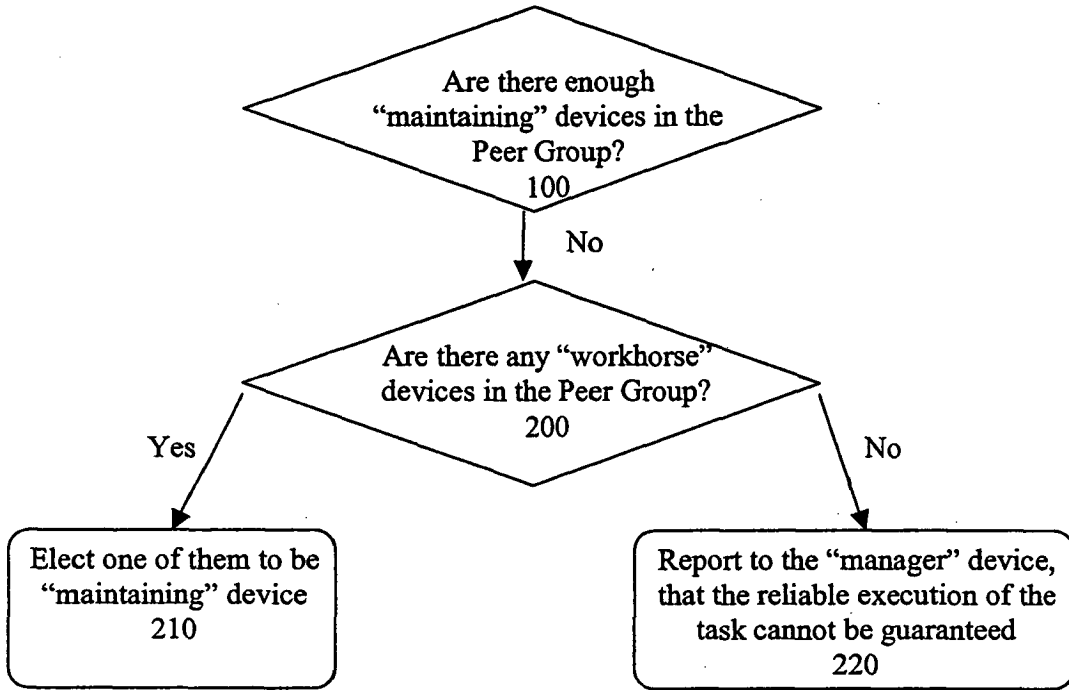 Are there enough
“maintaining” devices in the
Peer Group?
100
No
Are there any “workhorse”
devices in the Peer Group?
200
Yes
No
Elect one of them to be
“maintaining” device
210
Report to the “manager” device,
that the reliable execution of the
task cannot be guaranteed
220